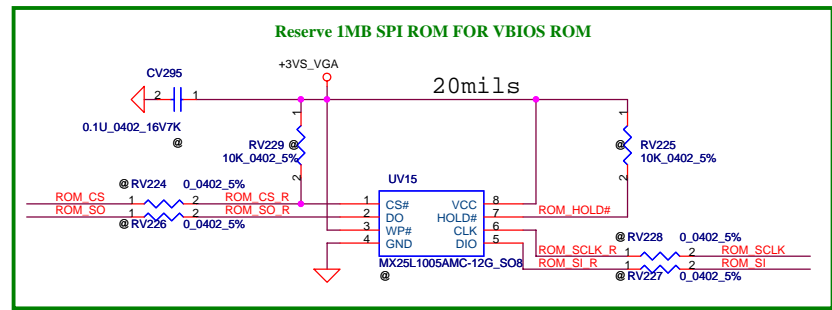 Reserve 1MB SPI ROM FOR VBIOS ROM
+3VS_VGA
CV295
20mils
2 1
0.1U_0402_16V7K
@
1
RV229 @
10K_0402_5%
2
1
@ RV225
10K_0402_5%
2
UV15
@ RV224 0_0402_5%
ROM_CS 1 2 ROM_CS_R 1 CS# VCC 8
ROM_SO 1 2 ROM_SO_R 2 DO HOLD# 7 ROM_HOLD#
@ RV226 0_0402_5% 3 WP# CLK 6
4 GND DIO 5
@ RV228 0_0402_5%
ROM_SCLK_R 1 2 ROM_SCLK
MX25L1005AMC-12G_SO8
ROM_SI_R 1 2 ROM_SI
@
@ RV227 0_0402_5%